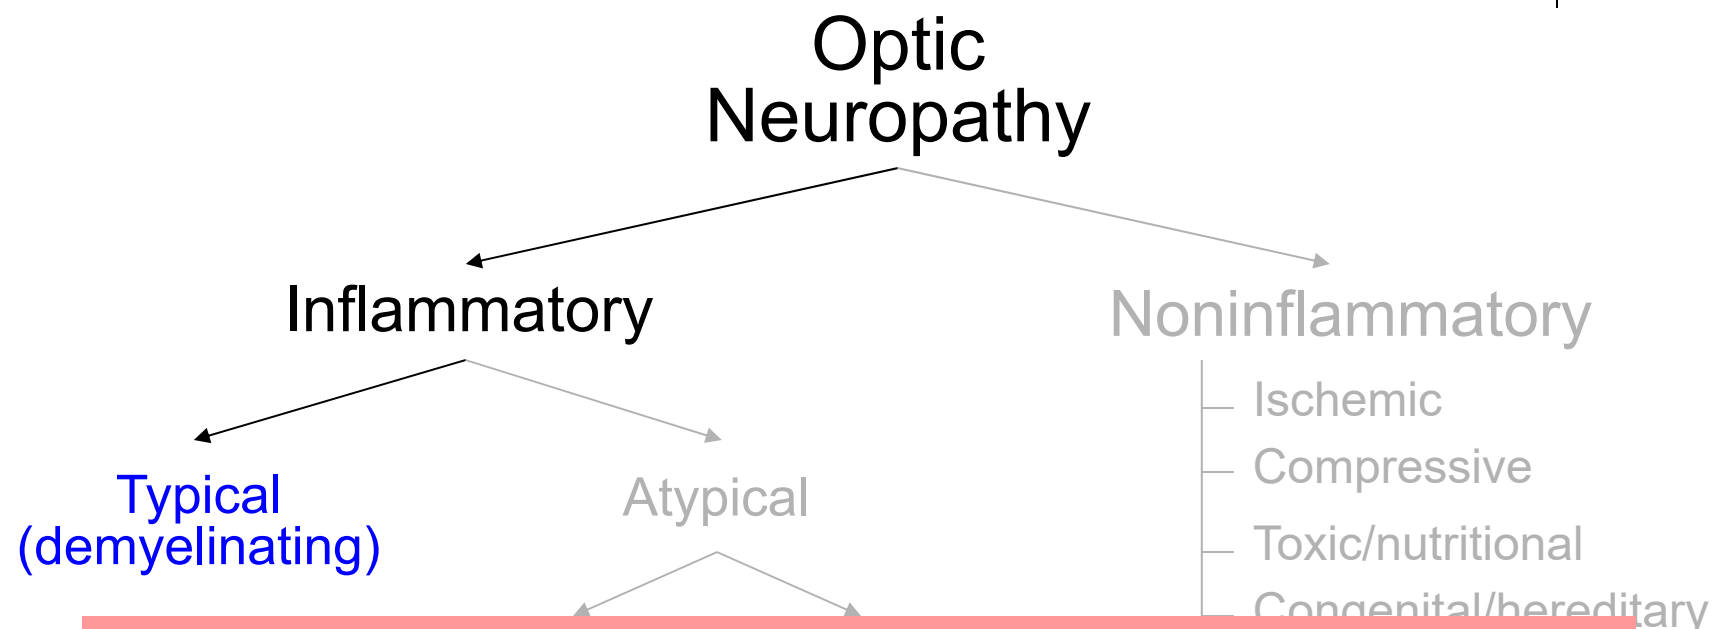 Optic
Neuropathy
Inflammatory
Noninflammatory
Typical
(demyelinating)
Atypical
Ischemic
Compressive
Toxic/nutritional
Congenital/hereditary